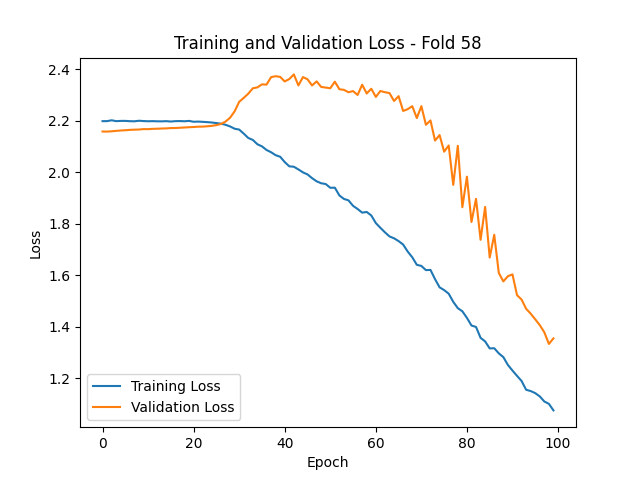 Training and Validation Loss - Fold 58
Loss
2.4
2.2
2.0
1.8
1.6
1.4
1.2
Training Loss
Validation Loss
0 20 40 60 80 100
Epoch